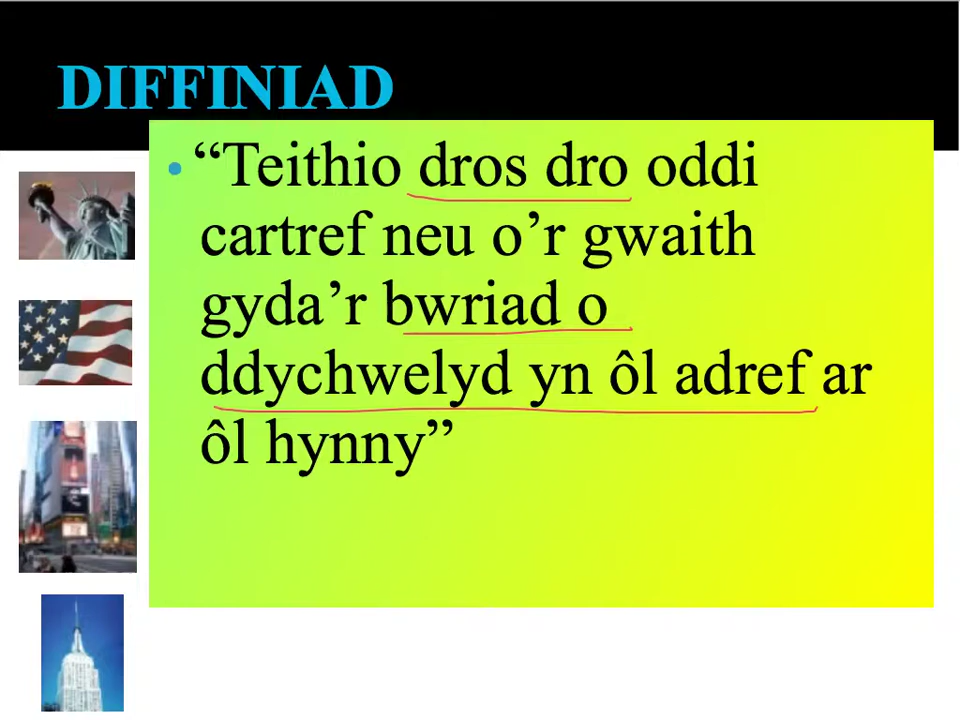 DIFFINIAD
• “Teithio dros dro oddi
cartref neu o’r gwaith
gyda’r bwriad o
ddychwelyd yn ôl adref ar
ôl hynny”